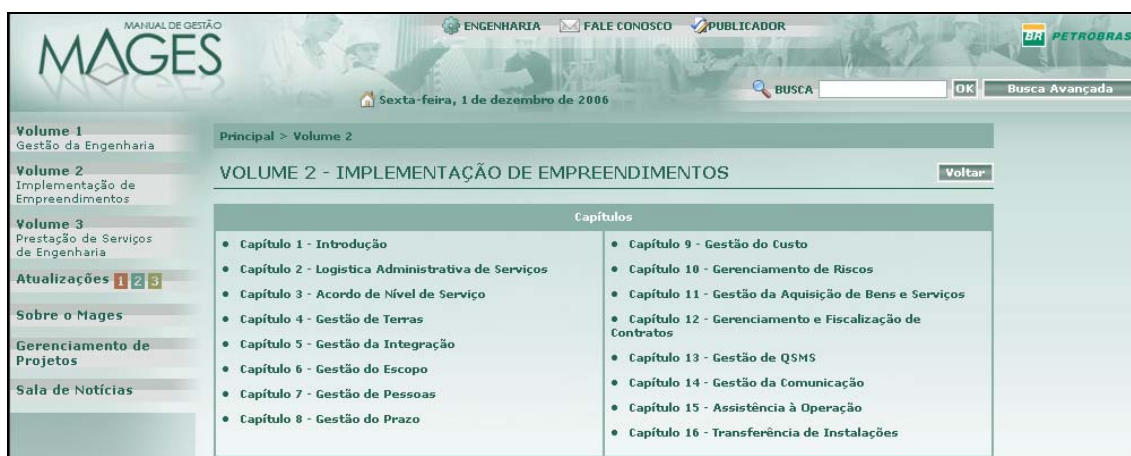 MANUAL DE GESTÃO
MAGES
ENGENHARIA FALE CONOSCO PUBLICADOR
BR PETROBRAS
Sexta-feira, 1 de dezembro de 2006
BUSCA OK Busca Avançada
Volume 1
Gestão da Engenharia
Volume 2
Implementação de
Empreendimentos
Volume 3
Prestação de Serviços
de Engenharia
Atualizações 1 2 3
Sobre o Mages
Gerenciamento de
Projetos
Sala de Notícias
Principal > Volume 2
VOLUME 2 - IMPLEMENTAÇÃO DE EMPREENDIMENTOS
Voltar
Capítulos
• Capítulo 1 - Introdução
• Capítulo 2 - Logistica Administrativa de Serviços
• Capítulo 3 - Acordo de Nível de Serviço
• Capítulo 4 - Gestão de Terras
• Capítulo 5 - Gestão da Integração
• Capítulo 6 - Gestão do Escopo
• Capítulo 7 - Gestão de Pessoas
• Capítulo 8 - Gestão do Prazo
• Capítulo 9 - Gestão do Custo
• Capítulo 10 - Gerenciamento de Riscos
• Capítulo 11 - Gestão da Aquisição de Bens e Serviços
• Capítulo 12 - Gerenciamento e Fiscalização de
Contratos
• Capítulo 13 - Gestão de QSMS
• Capítulo 14 - Gestão da Comunicação
• Capítulo 15 - Assistência à Operação
• Capítulo 16 - Transferência de Instalações